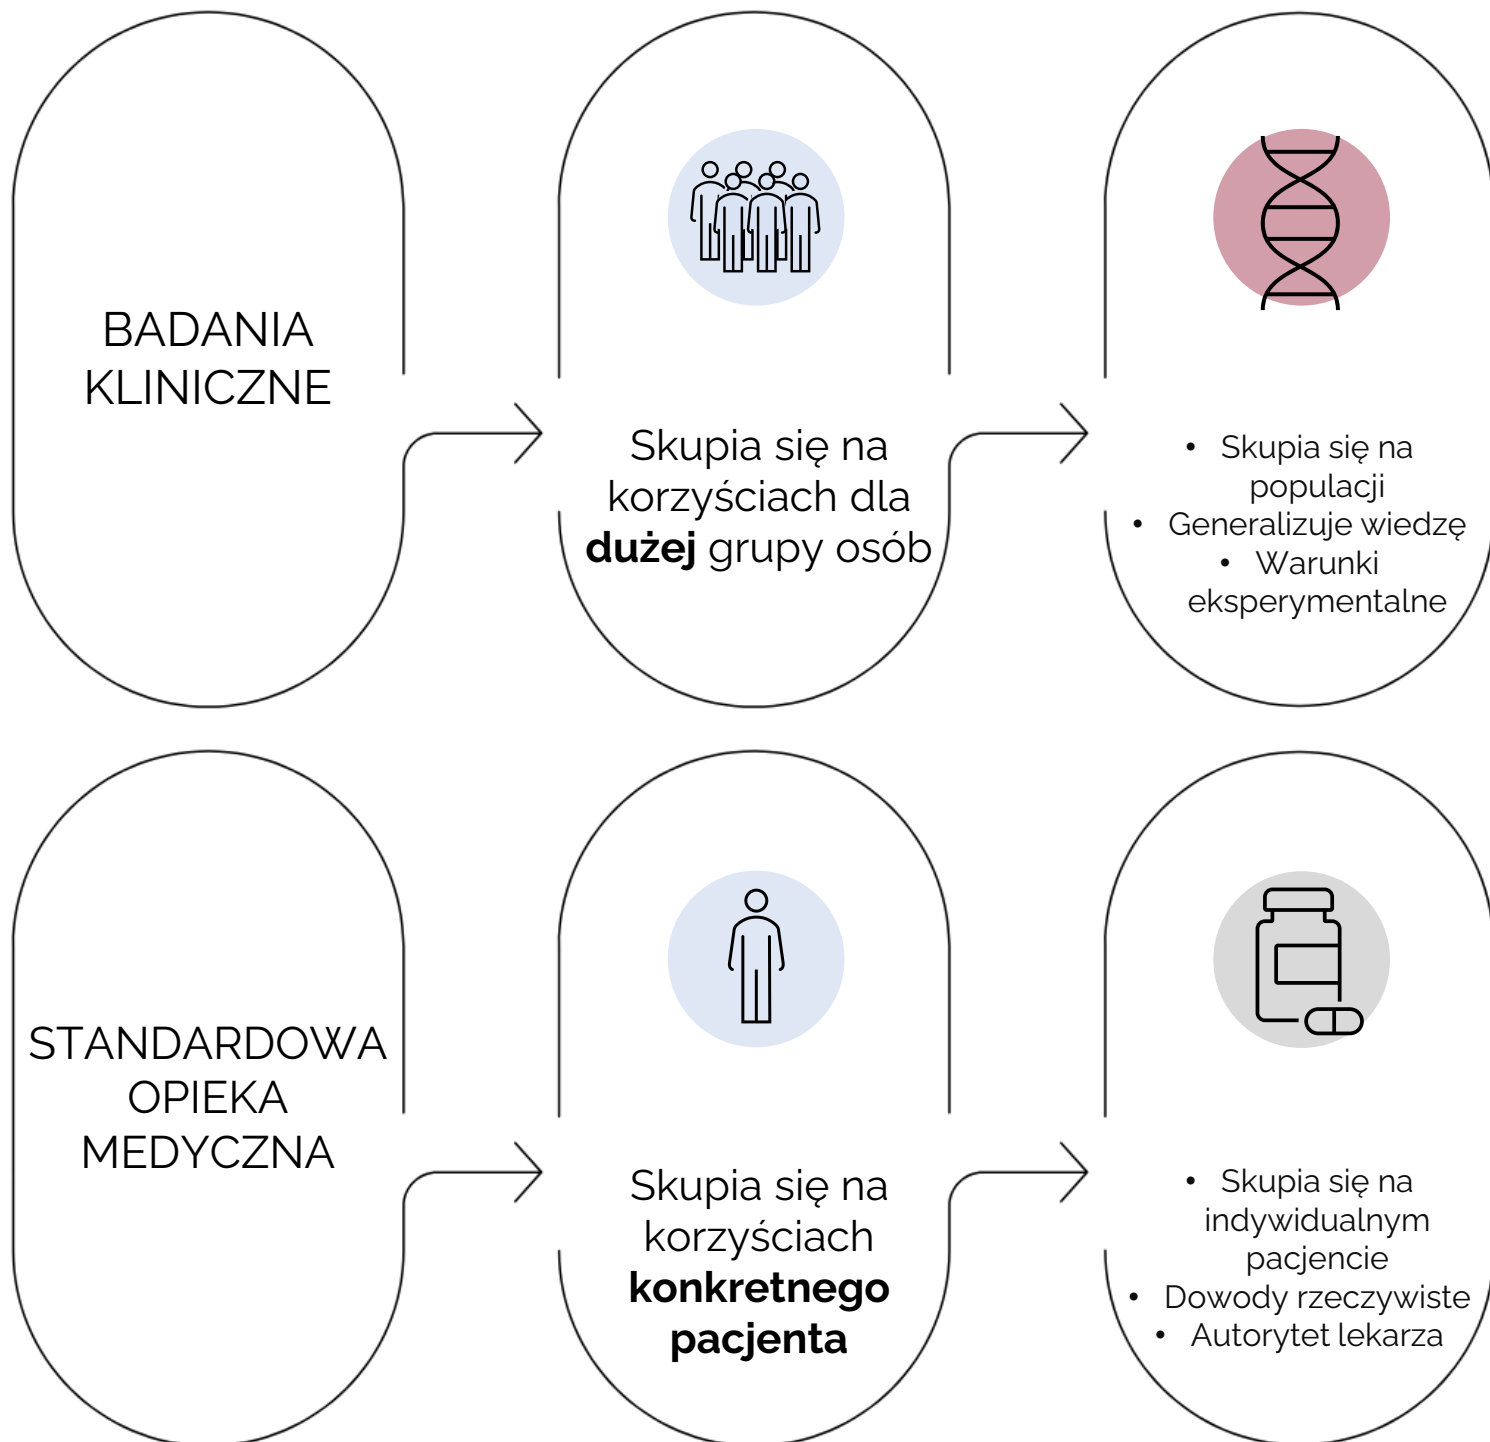 BADANIA
KLINICZNE
Skupia się na
korzyściach dla
dużej grupy osób
• Skupia się na
populacji
• Generalizuje wiedzę
• Warunki
eksperymentalne
STANDARDOWA
OPIEKA
MEDYCZNA
Skupia się na
korzyściach
konkretnego
pacjenta
• Skupia się na
indywidualnym
pacjencie
• Dowody rzeczywiste
• Autorytet lekarza